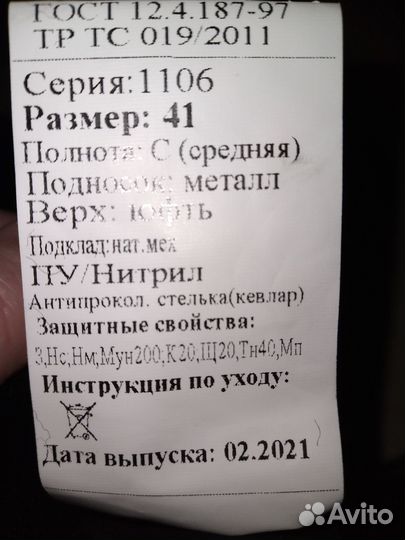 ГОСТ 12.4.187-97
ТР ТС 019/2011
Серия:1106
Размер: 41
Полнота: С (средняя)
Подносок: металл
Верх: юфть
Подклад:нат.мех
ПУ/Нитрил
Антипрокол. стелька(кевлар)
Защитные свойства:
З,Нс,Нм;Мун200;К20,Щ20,Тн40,Мп
Инструкция по уходу:
Дата выпуска: 02.2021
Avito